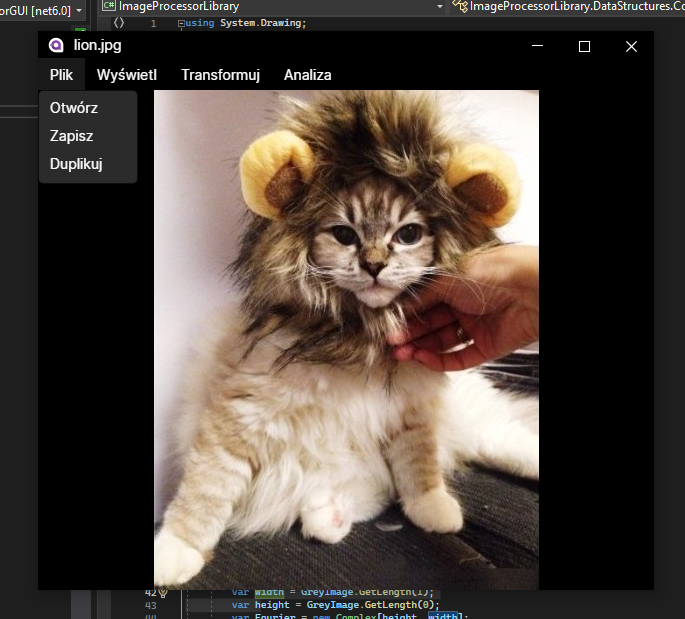 orGUI [net6.0]
ImageProcessorLibrary
ImageProcessorLibrary.DataStructures.Co
1
using System.Drawing;
lion.jpg
Plik
Wyświetl
Transformuj
Analiza
Otwórz
Zapisz
Duplikuj
42
var width = GreyImage.GetLength(1);
43
var height = GreyImage.GetLength(0);
44
var Fourier = new Complex[height, width];